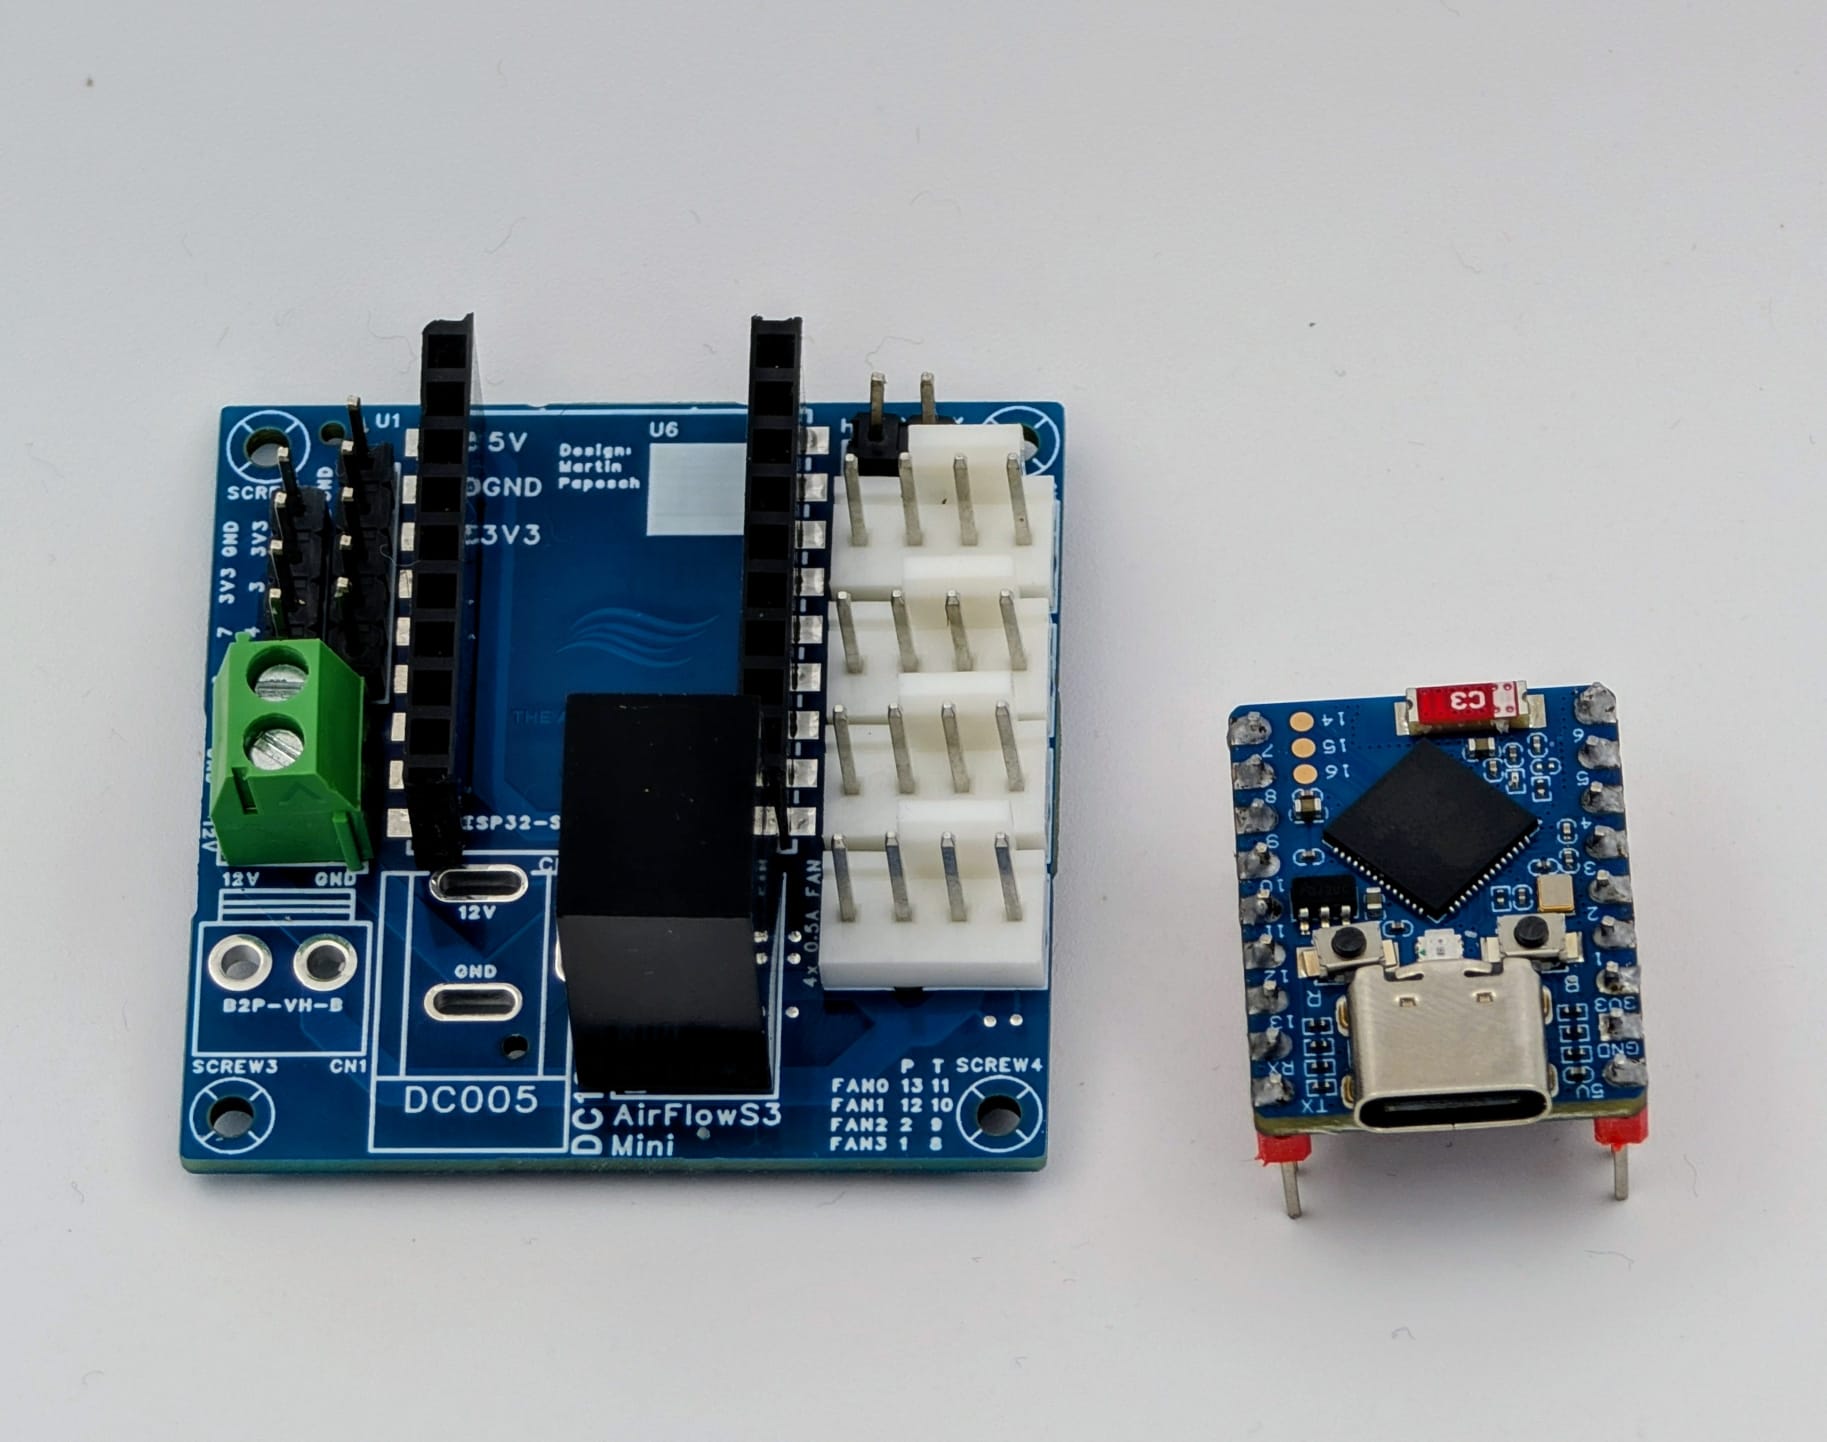 U1
5V
GND
3V3
Design:
Martin
Papesch
U6
GND
3V3
3V3
3
7
4
12V
GND
12V
GND
B2P-VH-B
SCREW3
CN1
DC005
4x 0.5A FAN
AirFlowS3
Mini
P T
FAN0 13 11
FAN1 12 10
FAN2 2 9
FAN3 1 8
SCREW4
C3
14
15
16
7
8
9
10
11
12
13
RX
TX
6
5
4
3
2
1
3V3
GND
5V
R
B